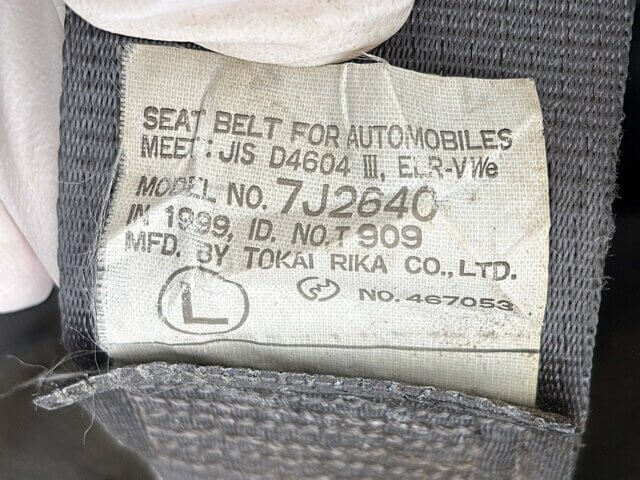 SEAT BELT FOR AUTOMOBILES
MEET: JIS D4604 III, ELR-VWe
MODEL NO. 7J2640
IN 1999, ID. NO. T 909
MFD. BY TOKAI RIKA CO., LTD.
L NO. 467053